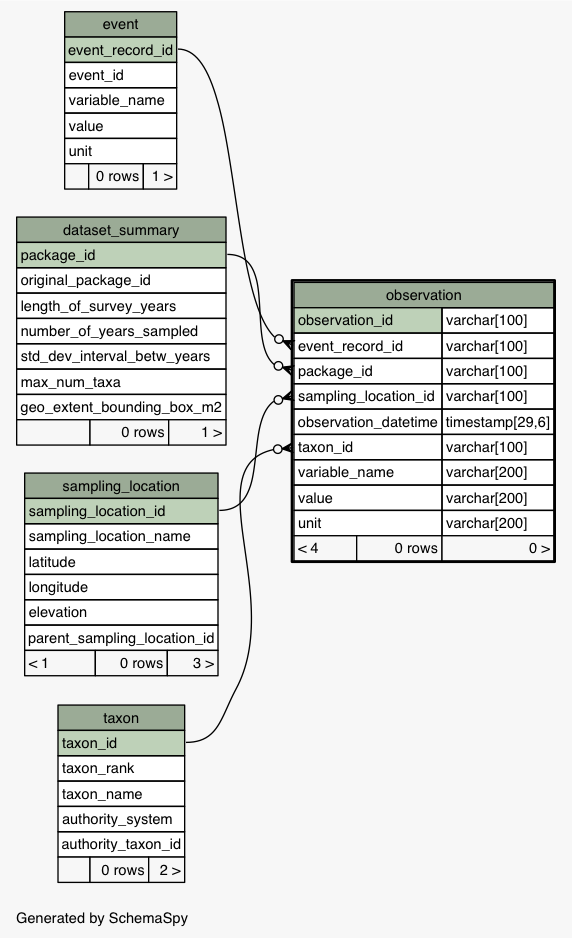 event
event_record_id
event_id
variable_name
value
unit
0 rows 1 >
dataset_summary
package_id
original_package_id
length_of_survey_years
number_of_years_sampled
std_dev_interval_betw_years
max_num_taxa
geo_extent_bounding_box_m2
0 rows 1 >
sampling_location
sampling_location_id
sampling_location_name
latitude
longitude
elevation
parent_sampling_location_id
< 1 0 rows 3 >
taxon
taxon_id
taxon_rank
taxon_name
authority_system
authority_taxon_id
0 rows 2 >
observation
observation_id varchar[100]
event_record_id varchar[100]
package_id varchar[100]
sampling_location_id varchar[100]
observation_datetime timestamp[29,6]
taxon_id varchar[100]
variable_name varchar[200]
value varchar[200]
unit varchar[200]
< 4 0 rows 0 >
Generated by SchemaSpy